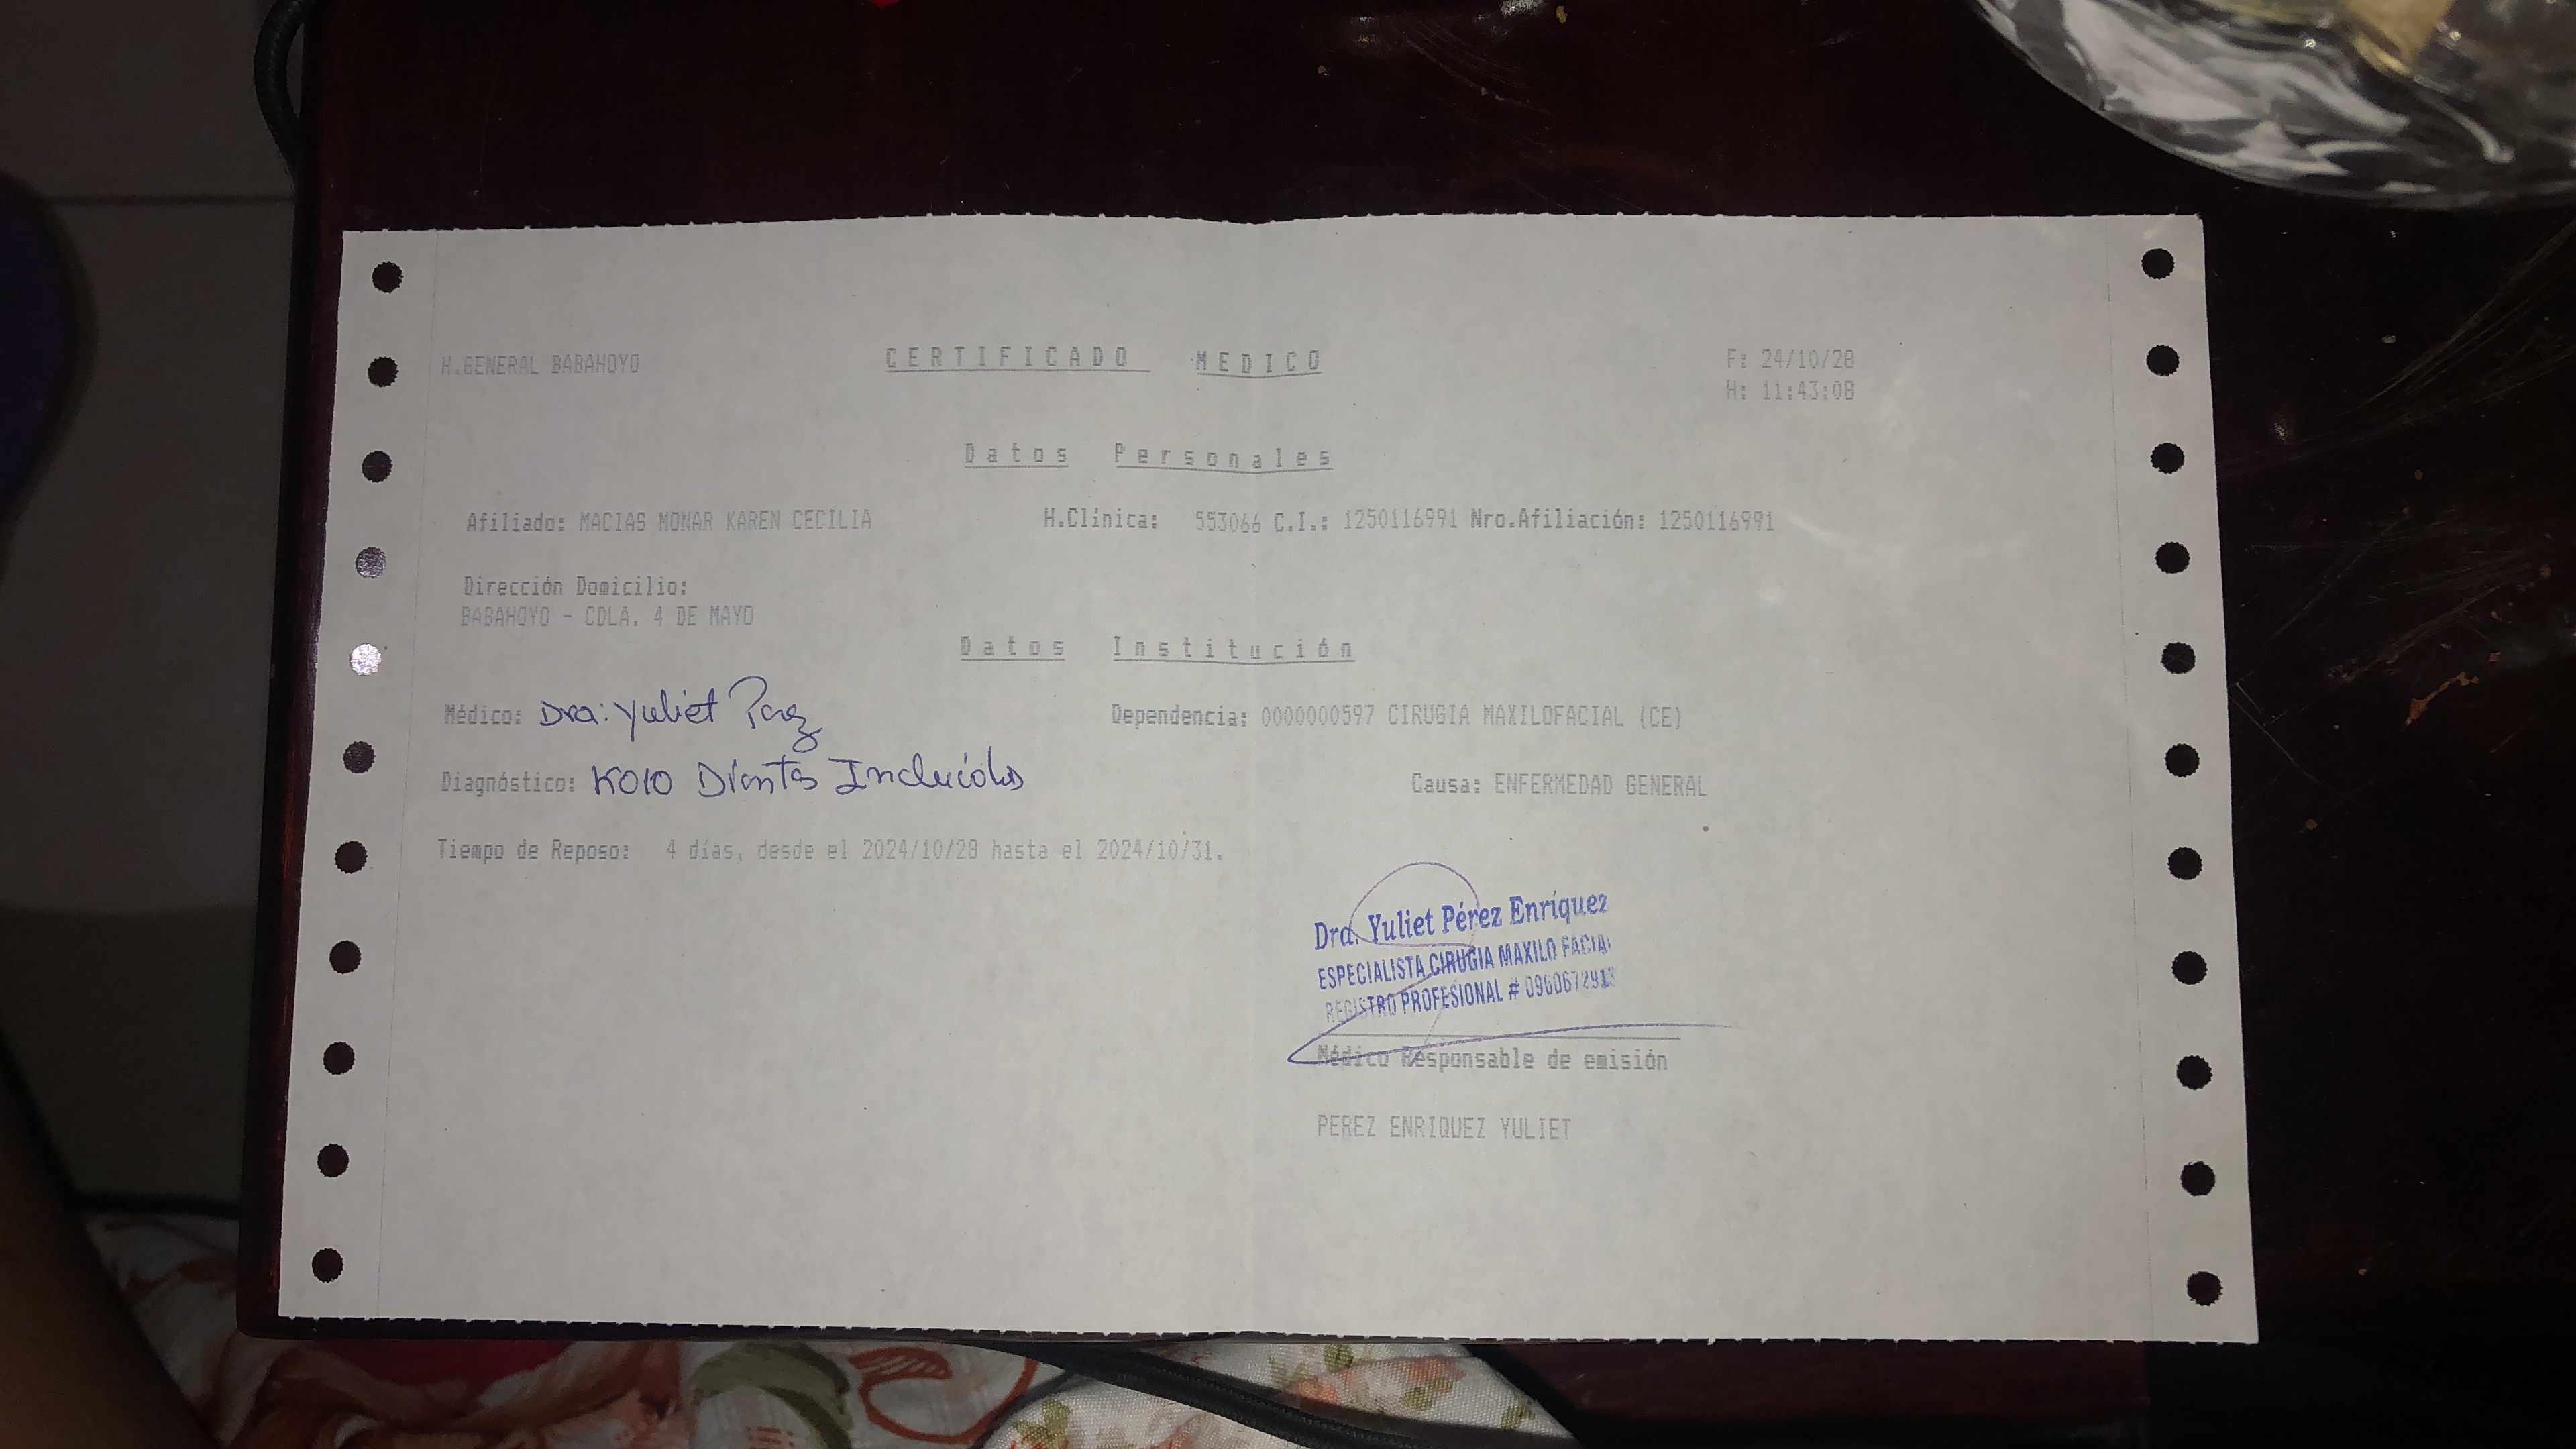 H.GENERAL BABAHOYO CERTIFICADO MEDICO F: 24/10/28
H: 11:43:08
Datos Personales
Afiliado: MACIAS MONAR KAREN CECILIA H.Clínica: 553066 C.I.: 1250116991 Nro.Afiliación: 1250116991
Dirección Domicilio:
BABAHOYO - CDLA. 4 DE MAYO
Datos Institución
Médico: Dra: Yuliet Perez Dependencia: 0000000597 CIRUGIA MAXILOFACIAL (CE)
Diagnóstico: K010 Dientes Incluidos Causa: ENFERMEDAD GENERAL
Tiempo de Reposo: 4 días, desde el 2024/10/28 hasta el 2024/10/31.
Dra. Yuliet Pérez Enríquez
ESPECIALISTA CIRUGIA MAXILO FACIAL
REGISTRO PROFESIONAL #
Médico Responsable de emisión
PEREZ ENRIQUEZ YULIET